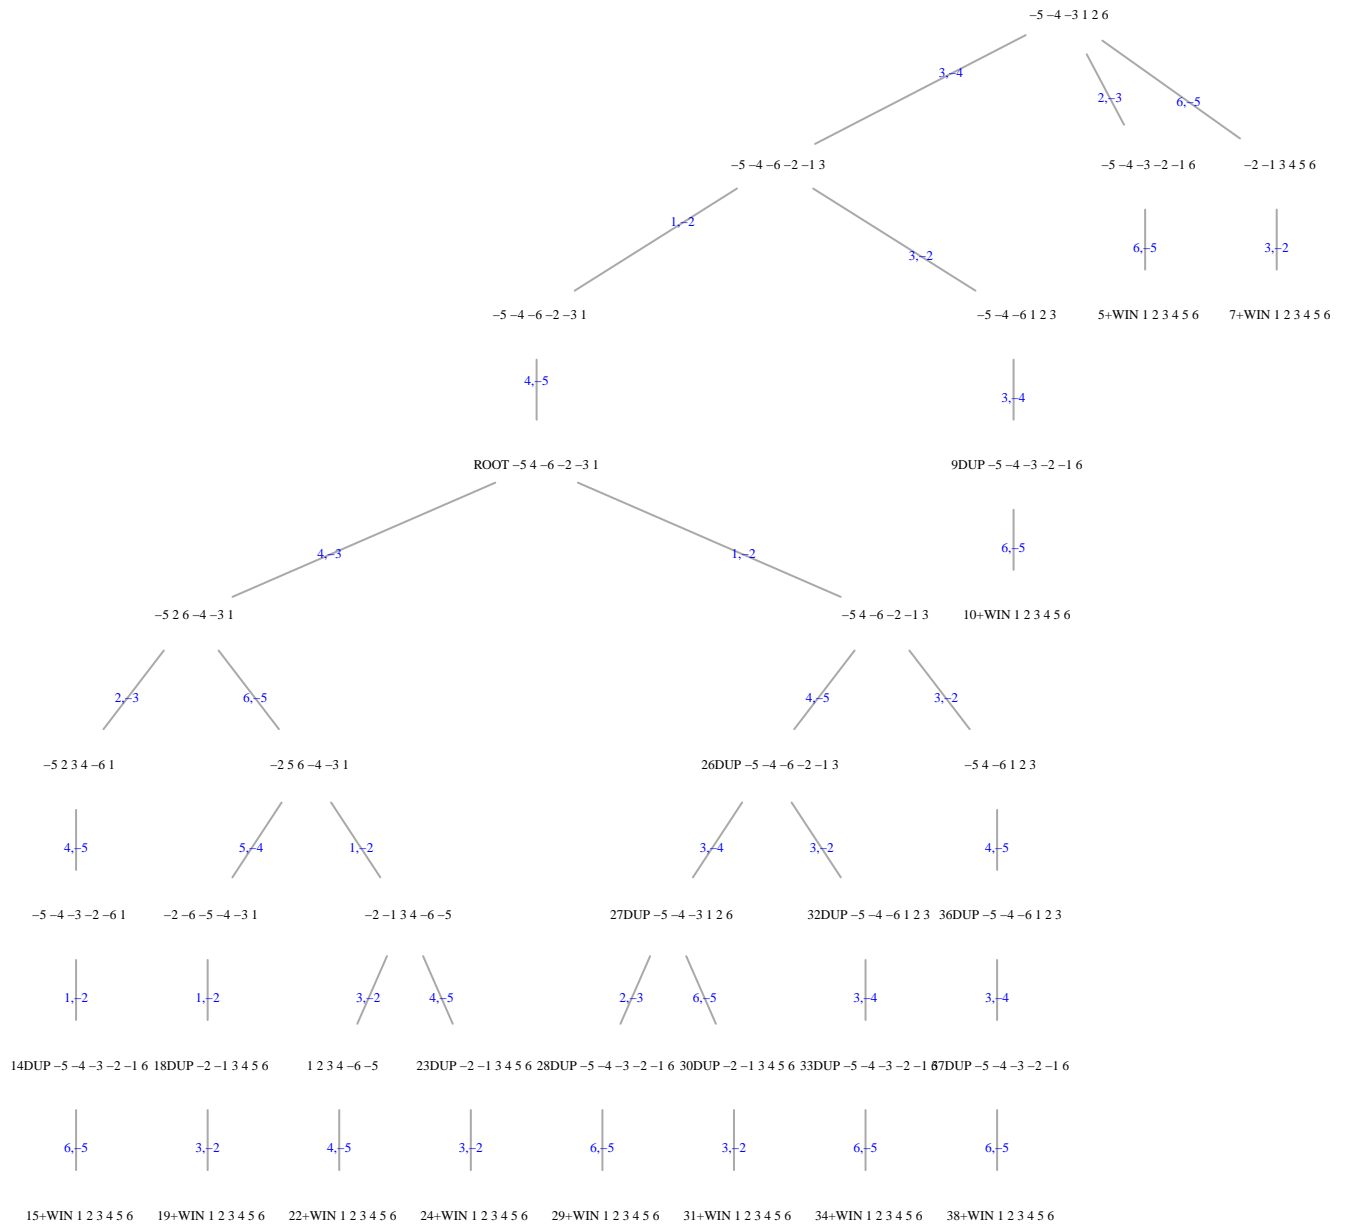 −5 −4 −3 1 2 6
3,−4
2,−3
6,−5
−5 −4 −6 −2 −1 3
−5 −4 −3 −2 −1 6
−2 −1 3 4 5 6
1,−2
3,−2
6,−5
3,−2
−5 −4 −6 −2 −3 1
−5 −4 −6 1 2 3
5+WIN 1 2 3 4 5 6
7+WIN 1 2 3 4 5 6
4,−5
3,−4
ROOT −5 4 −6 −2 −3 1
9DUP −5 −4 −3 −2 −1 6
4,−3
1,−2
6,−5
−5 2 6 −4 −3 1
−5 4 −6 −2 −1 3
10+WIN 1 2 3 4 5 6
2,−3
6,−5
4,−5
3,−2
−5 2 3 4 −6 1
−2 5 6 −4 −3 1
26DUP −5 −4 −6 −2 −1 3
−5 4 −6 1 2 3
4,−5
5,−4
1,−2
3,−4
3,−2
4,−5
−5 −4 −3 −2 −6 1
−2 −6 −5 −4 −3 1
−2 −1 3 4 −6 −5
27DUP −5 −4 −3 1 2 6
32DUP −5 −4 −6 1 2 3
36DUP −5 −4 −6 1 2 3
1,−2
1,−2
3,−2
4,−5
2,−3
6,−5
3,−4
3,−4
14DUP −5 −4 −3 −2 −1 6
18DUP −2 −1 3 4 5 6
1 2 3 4 −6 −5
23DUP −2 −1 3 4 5 6
28DUP −5 −4 −3 −2 −1 6
30DUP −2 −1 3 4 5 6
33DUP −5 −4 −3 −2 −1 6
37DUP −5 −4 −3 −2 −1 6
6,−5
3,−2
4,−5
3,−2
6,−5
3,−2
6,−5
6,−5
15+WIN 1 2 3 4 5 6
19+WIN 1 2 3 4 5 6
22+WIN 1 2 3 4 5 6
24+WIN 1 2 3 4 5 6
29+WIN 1 2 3 4 5 6
31+WIN 1 2 3 4 5 6
34+WIN 1 2 3 4 5 6
38+WIN 1 2 3 4 5 6